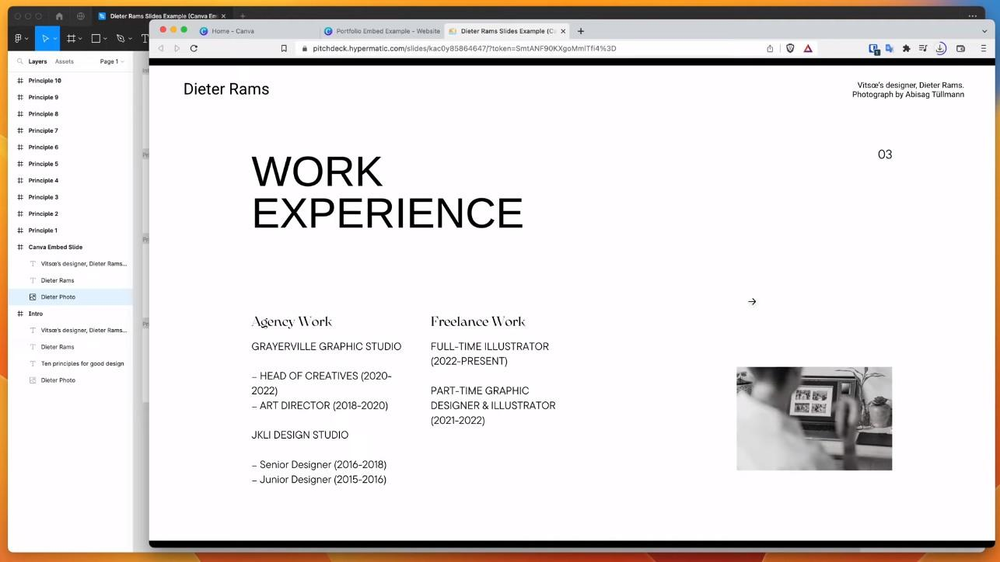 Dieter Rams Slides Example (Canva Em
Home - Canva
Portfolio Embed Example - Website
Dieter Rams Slides Example (Ca
pitchdeck.hypermatic.com/slides/kac0y85864647/?token=SmtANF90KXgoMmlTfi4%3D
Layers
Assets
Page 1
Principle 10
Principle 9
Principle 8
Principle 7
Principle 6
Principle 5
Principle 4
Principle 3
Principle 2
Principle 1
Canva Embed Slide
Vitsœ's designer, Dieter Rams...
Dieter Rams
Dieter Photo
Intro
Vitsœ's designer, Dieter Rams...
Dieter Rams
Ten principles for good design
Dieter Photo
Dieter Rams
Vitsœ's designer, Dieter Rams.
Photograph by Abisag Tüllmann
WORK
EXPERIENCE
03
Agency Work
GRAYERVILLE GRAPHIC STUDIO
– HEAD OF CREATIVES (2020-
2022)
– ART DIRECTOR (2018-2020)
JKLI DESIGN STUDIO
– Senior Designer (2016-2018)
– Junior Designer (2015-2016)
Freelance Work
FULL-TIME ILLUSTRATOR
(2022-PRESENT)
PART-TIME GRAPHIC
DESIGNER & ILLUSTRATOR
(2021-2022)